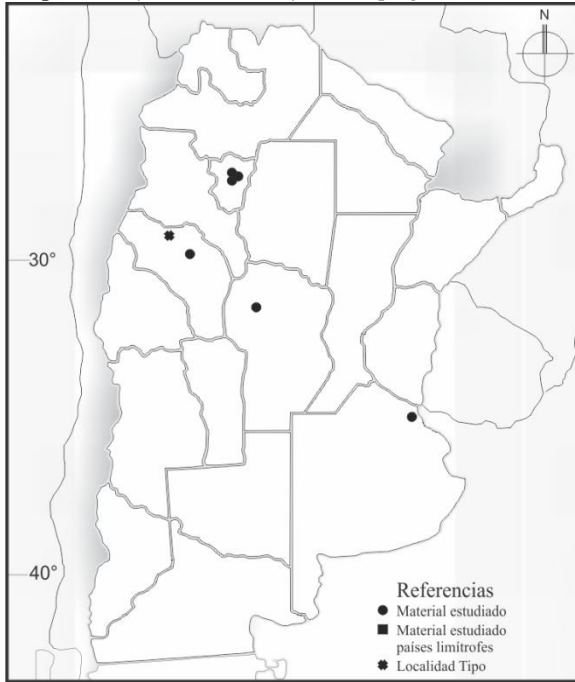 N
30°
40°
Referencias
Material estudiado
Material estudiado
países limítrofes
Localidad Tipo